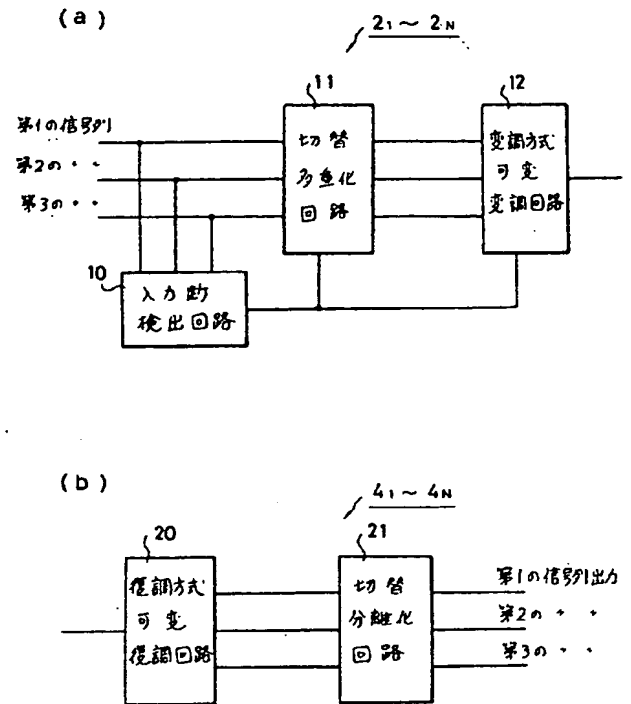 (a)
2₁～2N
11
12
第1の信号列
第2の 〃 〃
第3の 〃 〃
切替
多重化
回路
変調方式
可変
変調回路
10
入力断
検出回路
(b)
4₁～4N
20
21
復調方式
可変
復調回路
切替
分離化
回路
第1の信号列出力
第2の 〃 〃
第3の 〃 〃